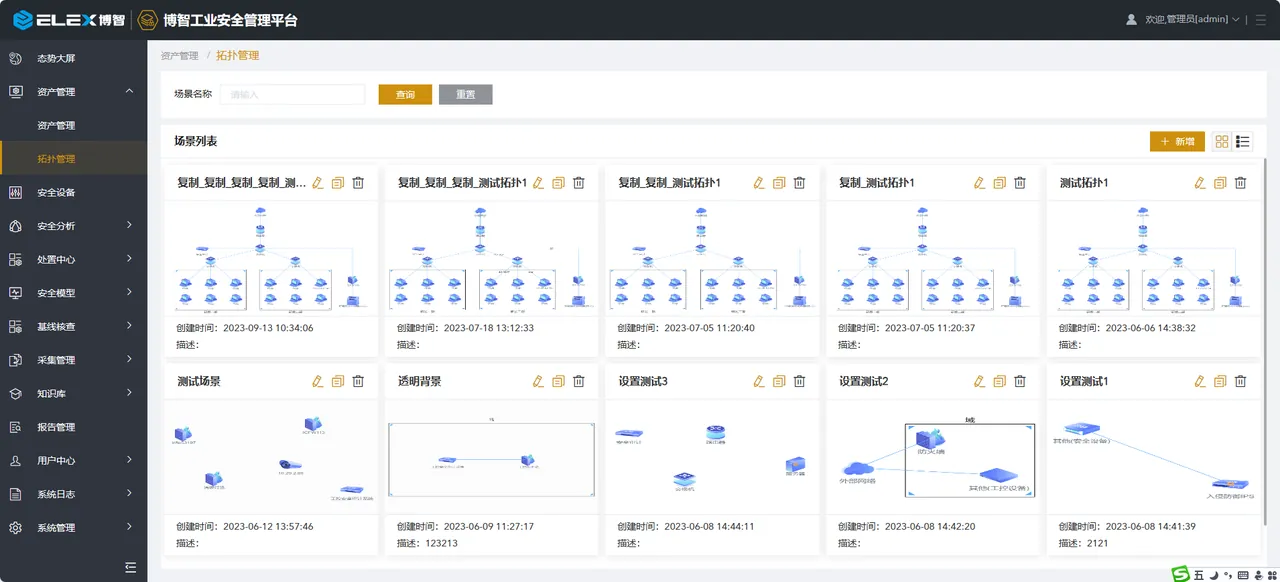 ELEX博智 博智工业安全管理平台
欢迎,管理员[admin]
态势大屏
资产管理
资产管理
拓扑管理
安全设备
安全分析
处置中心
安全模型
基线核查
采集管理
知识库
报告管理
用户中心
系统日志
系统管理
资产管理 / 拓扑管理
场景名称 请输入 查询 重置
场景列表
+ 新增
复制_复制_复制_复制_测...
创建时间：2023-09-13 10:34:06
描述：
复制_复制_复制_测试拓扑1
创建时间：2023-07-18 13:12:33
描述：
复制_复制_测试拓扑1
创建时间：2023-07-05 11:20:40
描述：
复制_测试拓扑1
创建时间：2023-07-05 11:20:37
描述：
测试拓扑1
创建时间：2023-06-06 14:38:32
描述：
测试场景
创建时间：2023-06-12 13:57:46
描述：
透明背景
域
创建时间：2023-06-09 11:27:17
描述：123213
设置测试3
路由器
交换机
服务器
创建时间：2023-06-08 14:44:11
描述：
设置测试2
域
防火墙
外部网络
其他(工控设备)
创建时间：2023-06-08 14:42:20
描述：
设置测试1
其他(安全设备)
入侵防御IPS
创建时间：2023-06-08 14:41:39
描述：2121
五